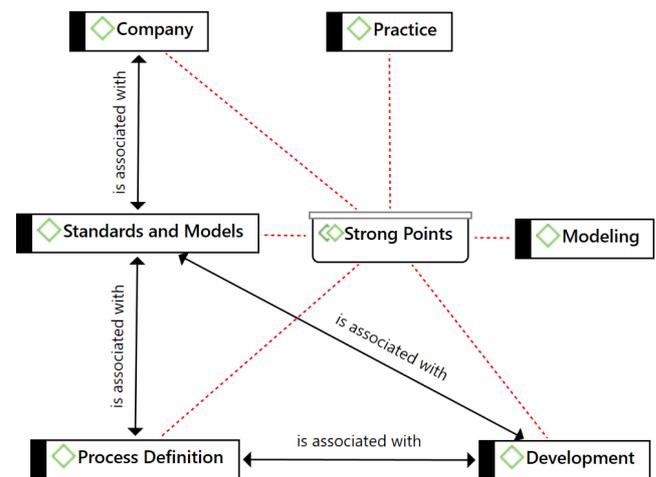 Company
Practice
is associated with
Standards and Models
Strong Points
Modeling
is associated with
is associated with
Process Definition
is associated with
Development